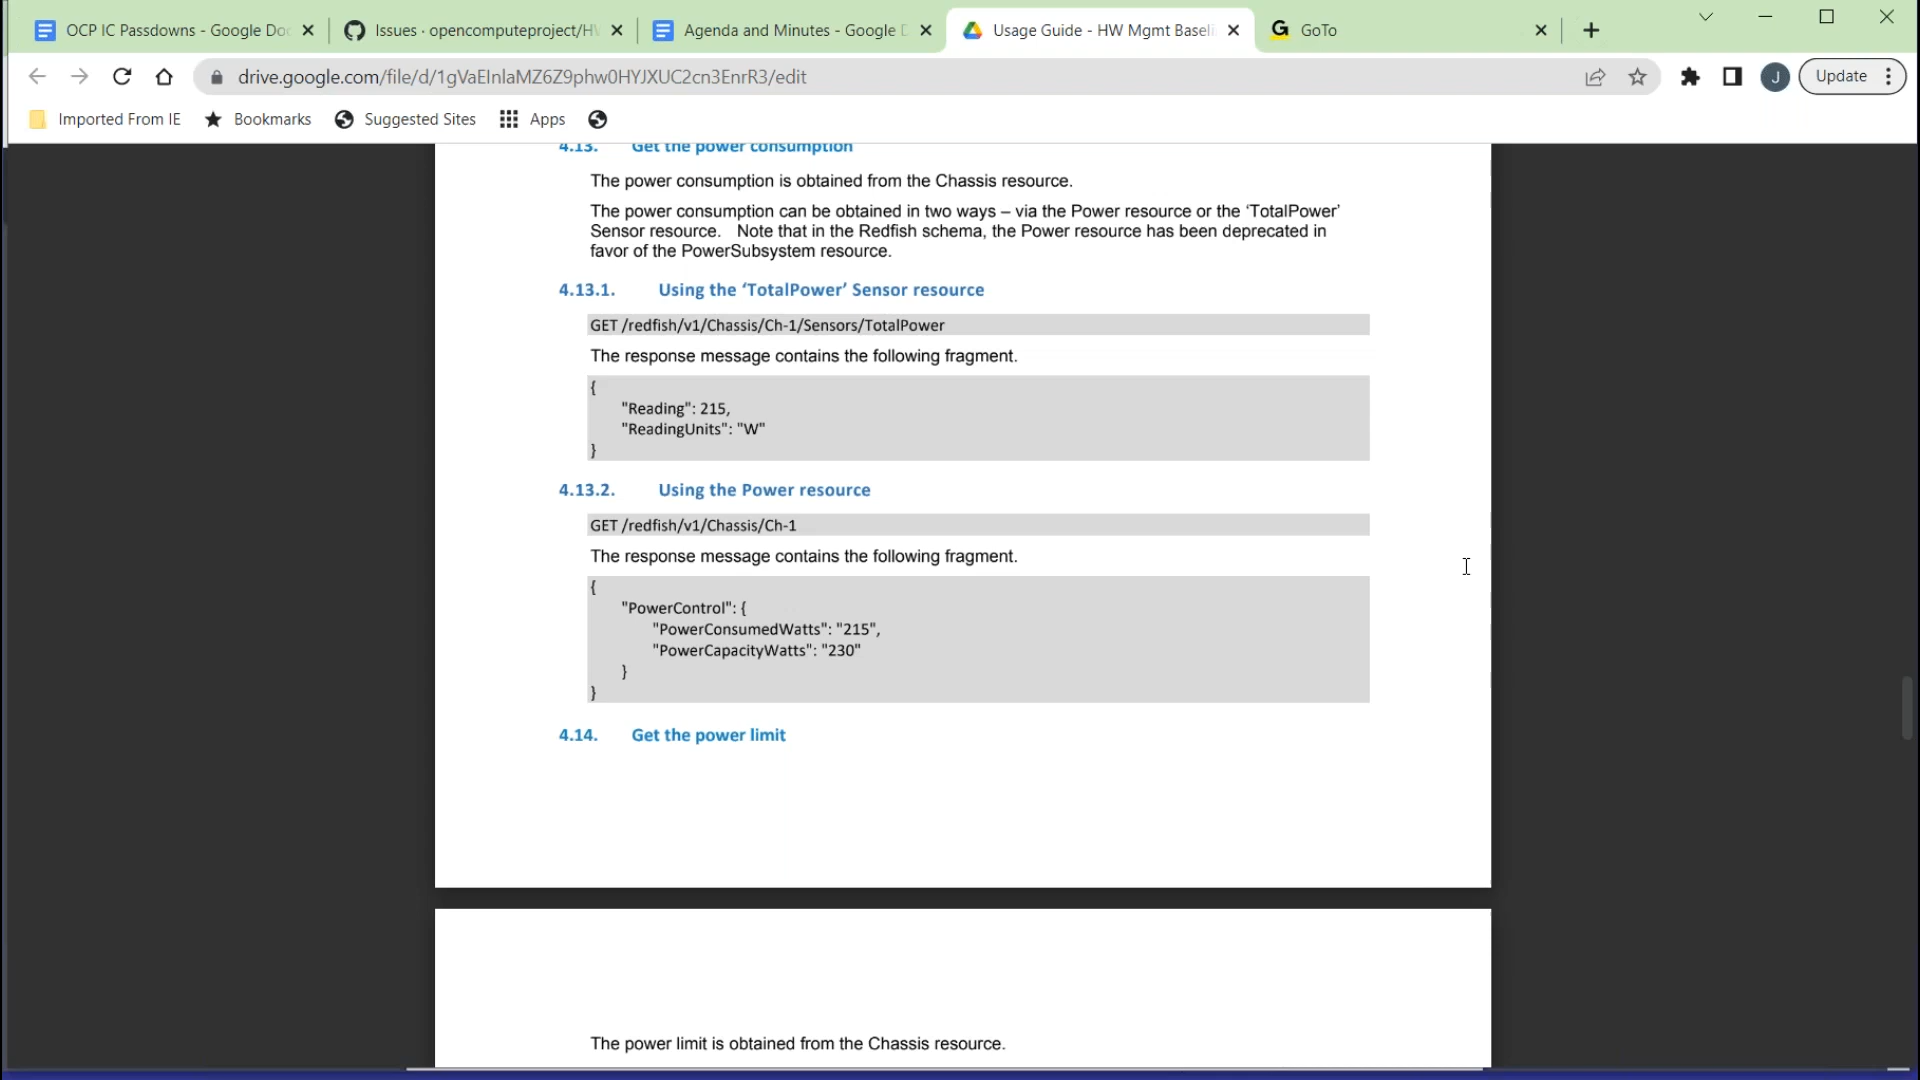 OCP IC Passdowns - Google Doc
Issues · opencomputeproject/HW
Agenda and Minutes - Google D
Usage Guide - HW Mgmt Baseli
GoTo
drive.google.com/file/d/1gVaEInlaMZ6Z9phw0HYJXUC2cn3EnrR3/edit
J
Update
Imported From IE
Bookmarks
Suggested Sites
Apps
4.13. Get the power consumption
The power consumption is obtained from the Chassis resource.
The power consumption can be obtained in two ways – via the Power resource or the ‘TotalPower’
Sensor resource. Note that in the Redfish schema, the Power resource has been deprecated in
favor of the PowerSubsystem resource.
4.13.1. Using the ‘TotalPower’ Sensor resource
GET /redfish/v1/Chassis/Ch-1/Sensors/TotalPower
The response message contains the following fragment.
{
"Reading": 215,
"ReadingUnits": "W"
}
4.13.2. Using the Power resource
GET /redfish/v1/Chassis/Ch-1
The response message contains the following fragment.
{
"PowerControl": {
"PowerConsumedWatts": "215",
"PowerCapacityWatts": "230"
}
}
4.14. Get the power limit
The power limit is obtained from the Chassis resource.